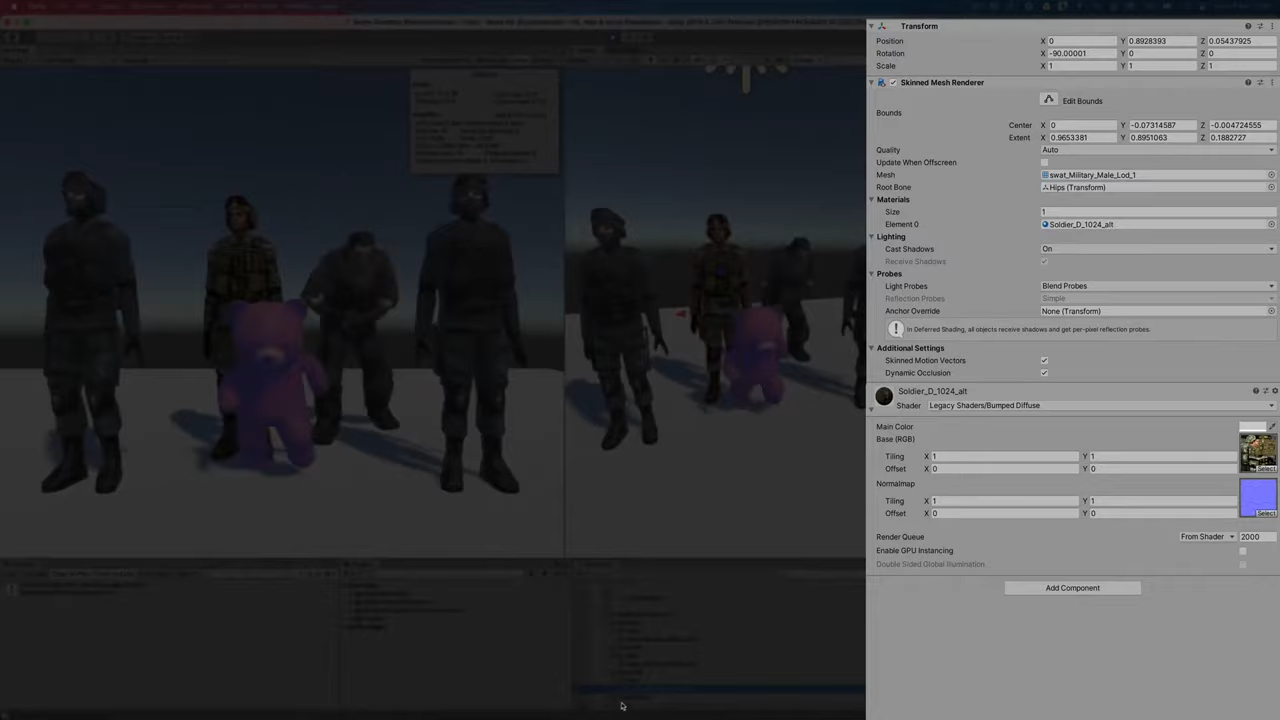 Transform
Position X 0 Y 0.8928393 Z 0.05437925
Rotation X -90.00001 Y 0 Z 0
Scale X 1 Y 1 Z 1
Skinned Mesh Renderer
Edit Bounds
Bounds
Center X 0 Y -0.07314587 Z -0.004724555
Extent X 0.9653381 Y 0.8951063 Z 0.1882727
Quality Auto
Update When Offscreen
Mesh swat_Military_Male_Lod_1
Root Bone Hips (Transform)
Materials
Size 1
Element 0 Soldier_D_1024_alt
Lighting
Cast Shadows On
Receive Shadows
Probes
Light Probes Blend Probes
Reflection Probes Simple
Anchor Override None (Transform)
In Deferred Shading, all objects receive shadows and get per-pixel reflection probes.
Additional Settings
Skinned Motion Vectors
Dynamic Occlusion
Soldier_D_1024_alt
Shader Legacy Shaders/Bumped Diffuse
Main Color
Base (RGB)
Tiling X 1 Y 1
Offset X 0 Y 0 Select
Normalmap
Tiling X 1 Y 1
Offset X 0 Y 0 Select
Render Queue From Shader 2000
Enable GPU Instancing
Double Sided Global Illumination
Add Component